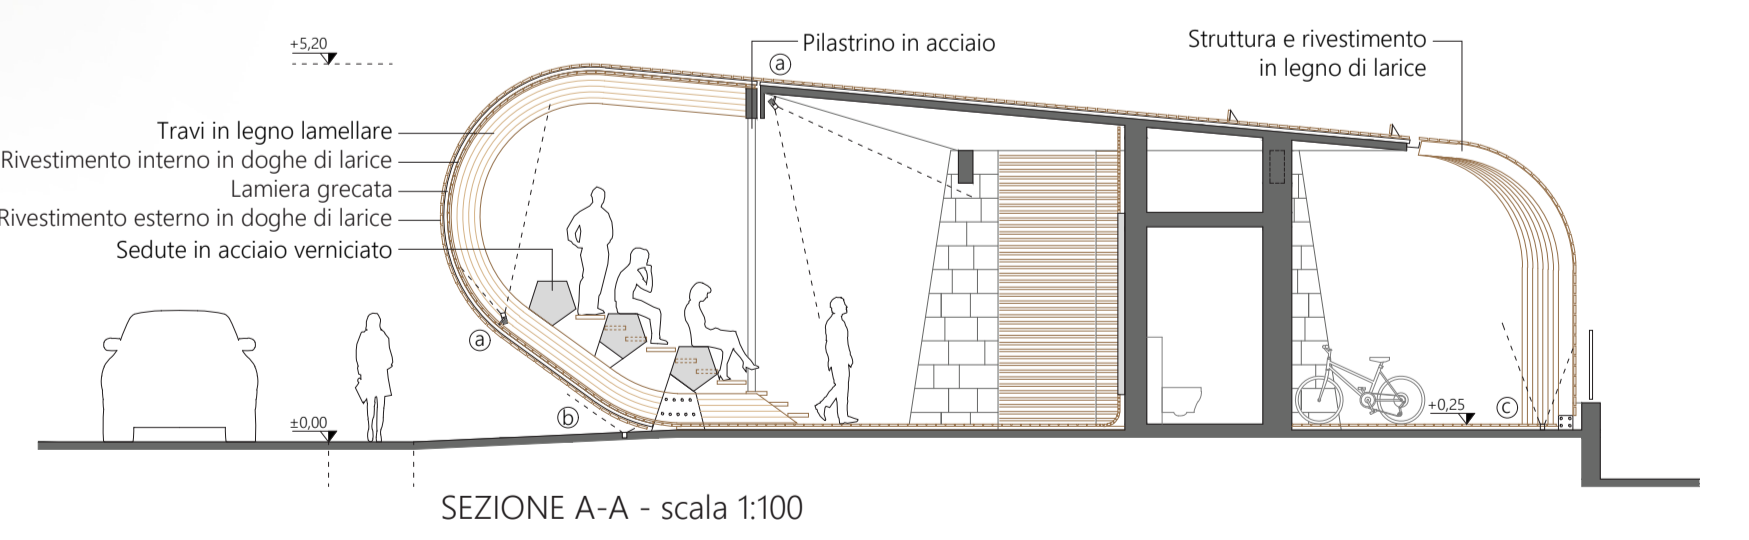 +5,20
Pilastrino in acciaio
a
Struttura e rivestimento
in legno di larice
Travi in legno lamellare
Rivestimento interno in doghe di larice
Lamiera grecata
Rivestimento esterno in doghe di larice
Sedute in acciaio verniciato
a
b
±0,00
+0,25
c
SEZIONE A-A - scala 1:100